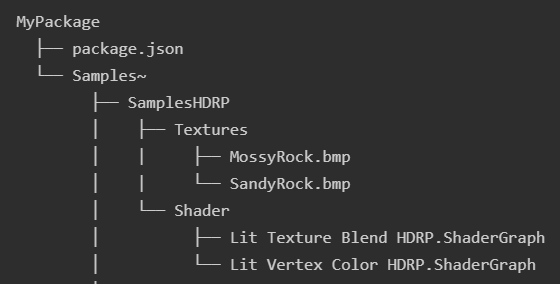 MyPackage
├── package.json
└── Samples~
├── SamplesHDRP
│ ├── Textures
│ │ ├── MossyRock.bmp
│ │ └── SandyRock.bmp
│ └── Shader
│ ├── Lit Texture Blend HDRP.ShaderGraph
│ └── Lit Vertex Color HDRP.ShaderGraph